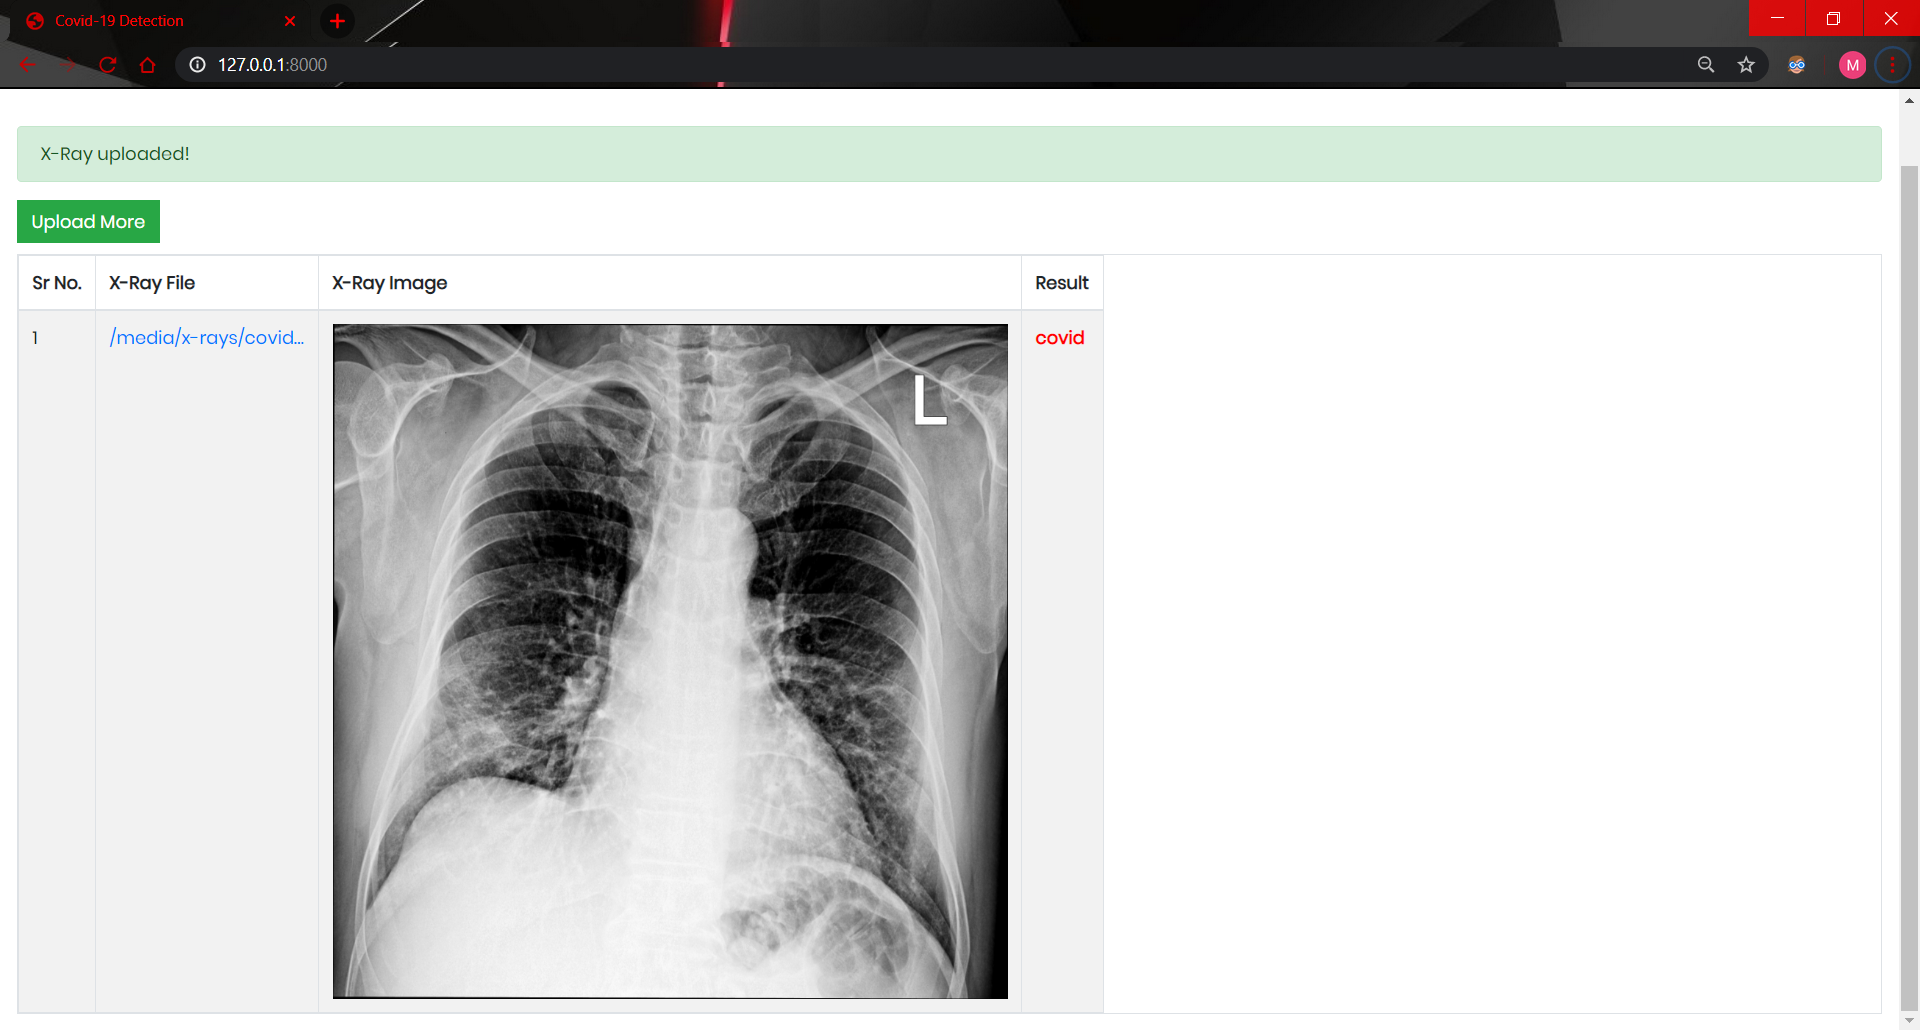 Covid-19 Detection
127.0.0.1:8000
M
X-Ray uploaded!
Upload More
Sr No. X-Ray File X-Ray Image Result
1 /media/x-rays/covid... covid
L